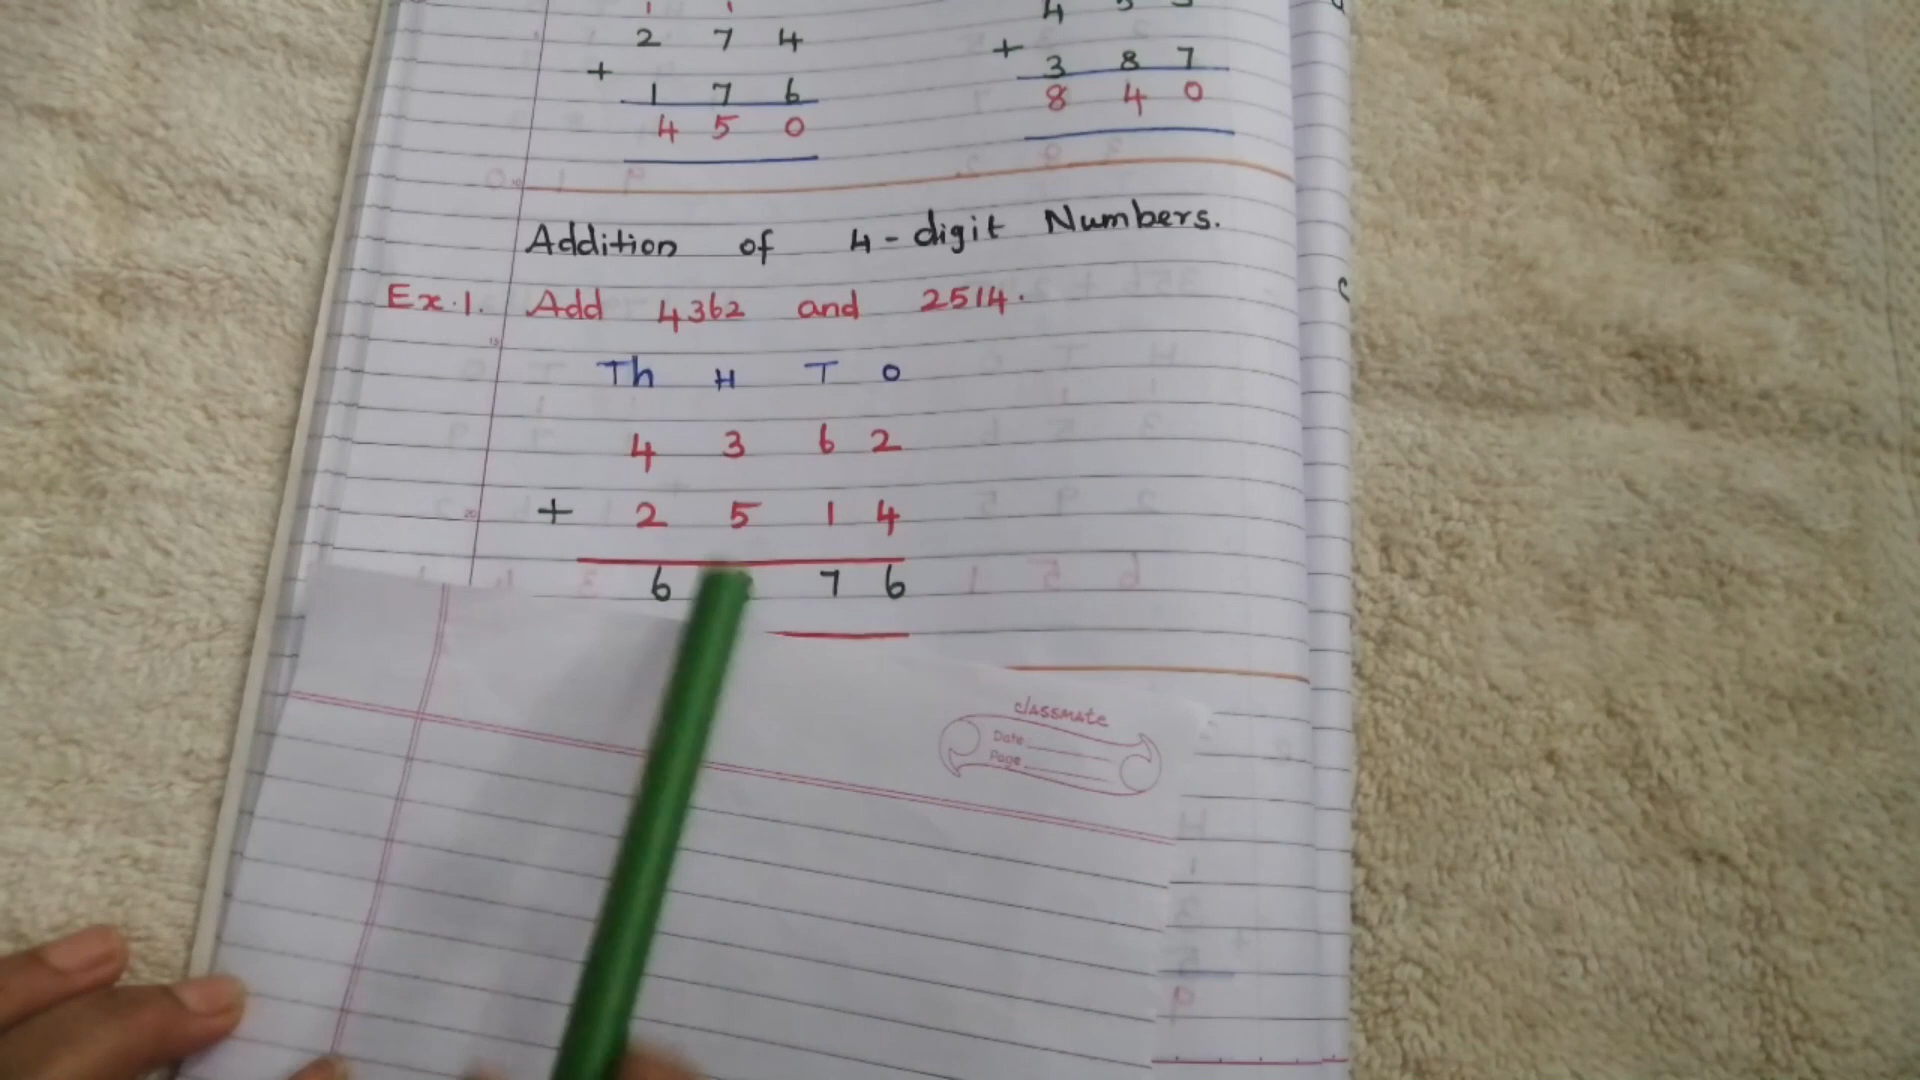 1 1
2 7 4
+
1 7 6
4 5 0
+
3 8 7
8 4 0
Addition of 4-digit Numbers.
Ex.1. Add 4362 and 2514.
Th H T O
4 3 6 2
+ 2 5 1 4
6 7 6
classmate
Date
Page